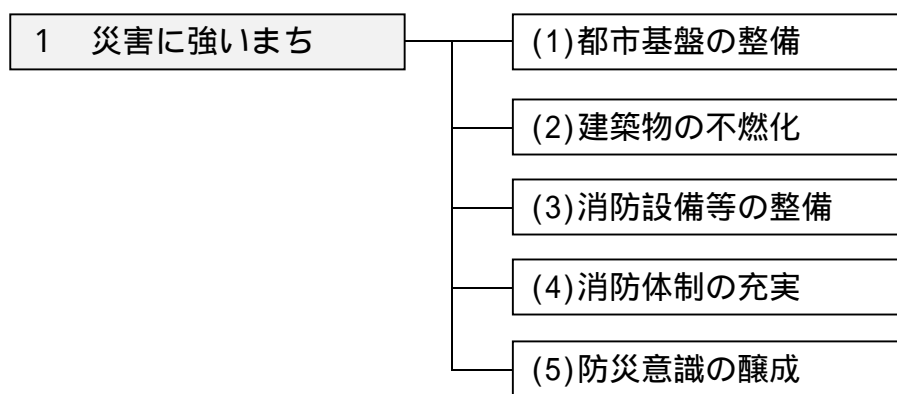 1　災害に強いまち
(1)都市基盤の整備
(2)建築物の不燃化
(3)消防設備等の整備
(4)消防体制の充実
(5)防災意識の醸成